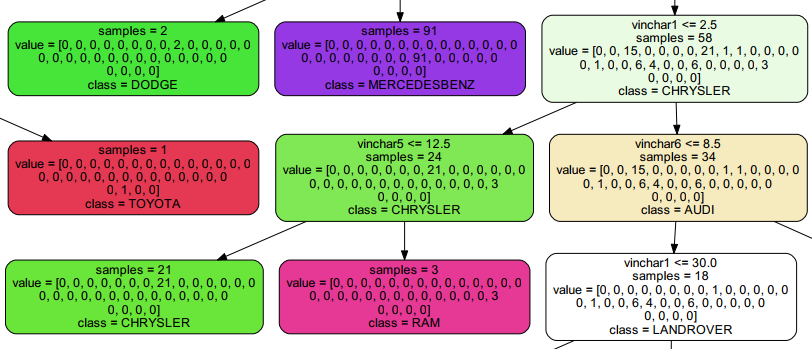 samples = 2
value = [0, 0, 0, 0, 0, 0, 0, 0, 2, 0, 0, 0, 0, 0
0, 0, 0, 0, 0, 0, 0, 0, 0, 0, 0, 0, 0, 0
0, 0, 0, 0]
class = DODGE
samples = 91
value = [0, 0, 0, 0, 0, 0, 0, 0, 0, 0, 0, 0, 0, 0
0, 0, 0, 0, 0, 0, 0, 0, 91, 0, 0, 0, 0, 0
0, 0, 0, 0]
class = MERCEDESBENZ
vinchar1 <= 2.5
samples = 58
value = [0, 0, 15, 0, 0, 0, 0, 21, 1, 1, 0, 0, 0, 0
0, 1, 0, 0, 6, 4, 0, 0, 6, 0, 0, 0, 0, 3
0, 0, 0, 0]
class = CHRYSLER
samples = 1
value = [0, 0, 0, 0, 0, 0, 0, 0, 0, 0, 0, 0, 0, 0
0, 0, 0, 0, 0, 0, 0, 0, 0, 0, 0, 0, 0, 0
0, 1, 0, 0]
class = TOYOTA
vinchar5 <= 12.5
samples = 24
value = [0, 0, 0, 0, 0, 0, 0, 21, 0, 0, 0, 0, 0, 0
0, 0, 0, 0, 0, 0, 0, 0, 0, 0, 0, 0, 0, 3
0, 0, 0, 0]
class = CHRYSLER
vinchar6 <= 8.5
samples = 34
value = [0, 0, 15, 0, 0, 0, 0, 0, 1, 1, 0, 0, 0, 0
0, 1, 0, 0, 6, 4, 0, 0, 6, 0, 0, 0, 0, 0
0, 0, 0, 0]
class = AUDI
samples = 21
value = [0, 0, 0, 0, 0, 0, 0, 21, 0, 0, 0, 0, 0, 0
0, 0, 0, 0, 0, 0, 0, 0, 0, 0, 0, 0, 0, 0
0, 0, 0, 0]
class = CHRYSLER
samples = 3
value = [0, 0, 0, 0, 0, 0, 0, 0, 0, 0, 0, 0, 0, 0
0, 0, 0, 0, 0, 0, 0, 0, 0, 0, 0, 0, 0, 3
0, 0, 0, 0]
class = RAM
vinchar1 <= 30.0
samples = 18
value = [0, 0, 0, 0, 0, 0, 0, 0, 1, 0, 0, 0, 0, 0
0, 1, 0, 0, 6, 4, 0, 0, 6, 0, 0, 0, 0, 0
0, 0, 0, 0]
class = LANDROVER